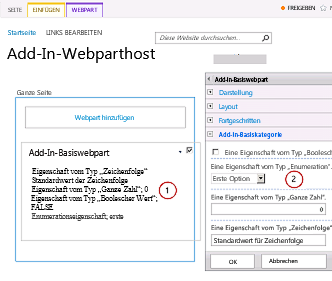 SEITE EINFÜGEN WEBPART FREIGEBEN
Startseite LINKS BEARBEITEN
Diese Website durchsuchen...
Add-In-Webparthost
Ganze Seite
Webpart hinzufügen
Add-In-Basiswebpart
Eigenschaft vom Typ „Zeichenfolge“
Standardwert der Zeichenfolge
Eigenschaft vom Typ „Ganze Zahl“; 0
Eigenschaft vom Typ „Boolescher Wert“;
FALSE
Enumerationseigenschaft; erste
1
Add-In-Basiswebpart
Darstellung
Layout
Fortgeschritten
Add-In-Basiskategorie
Eine Eigenschaft vom Typ „Boolesch
Eine Eigenschaft vom Typ „Enumeration“.
Erste Option
2
Eine Eigenschaft vom Typ „Ganze Zahl“.
0
Eine Eigenschaft vom Typ „Zeichenfolge“
Standardwert für Zeichenfolge
OK Abbrechen